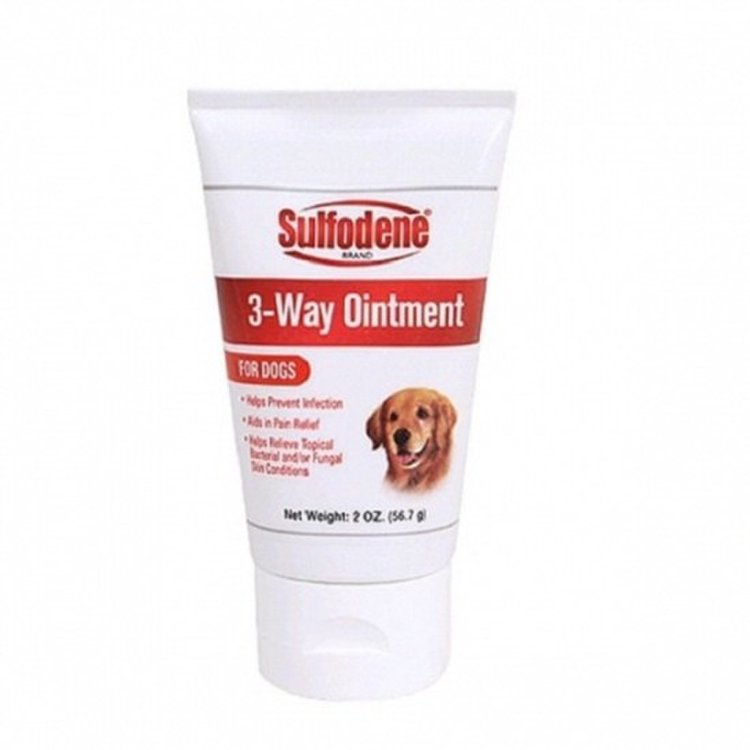 Sulfodene®
BRAND
3-Way Ointment
FOR DOGS
• Helps Prevent Infection
• Aids in Pain Relief
• Helps Relieve Topical
Bacterial and/or Fungal
Skin Conditions
Net Weight: 2 OZ. (56.7 g)